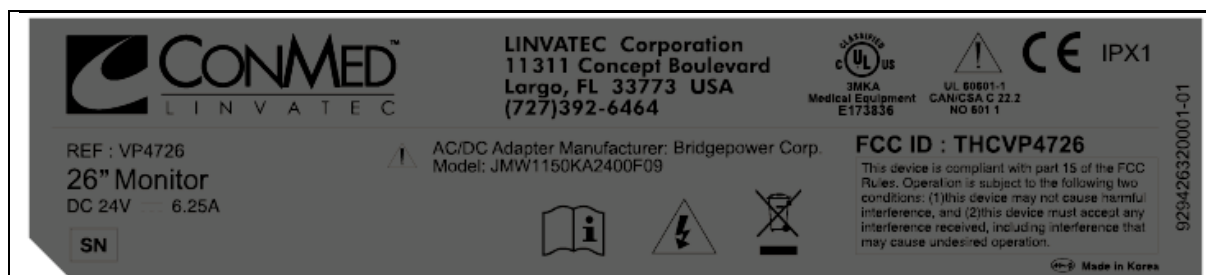 CONMED™
LINVATEC
LINVATEC Corporation
11311 Concept Boulevard
Largo, FL 33773 USA
(727)392-6464
CLASSIFIED
C UL US
3MKA
Medical Equipment
E173836
UL 60601-1
CAN/CSA C 22.2
NO 601 1
CE
IPX1
REF : VP4726
26” Monitor
DC 24V 6.25A
SN
AC/DC Adapter Manufacturer: Bridgepower Corp.
Model: JMW1150KA2400F09
i
FCC ID : THCVP4726
This device is compliant with part 15 of the FCC
Rules. Operation is subject to the following two
conditions: (1)this device may not cause harmful
interference, and (2)this device must accept any
interference received, including interference that
may cause undesired operation.
Made in Korea
929426320001-01